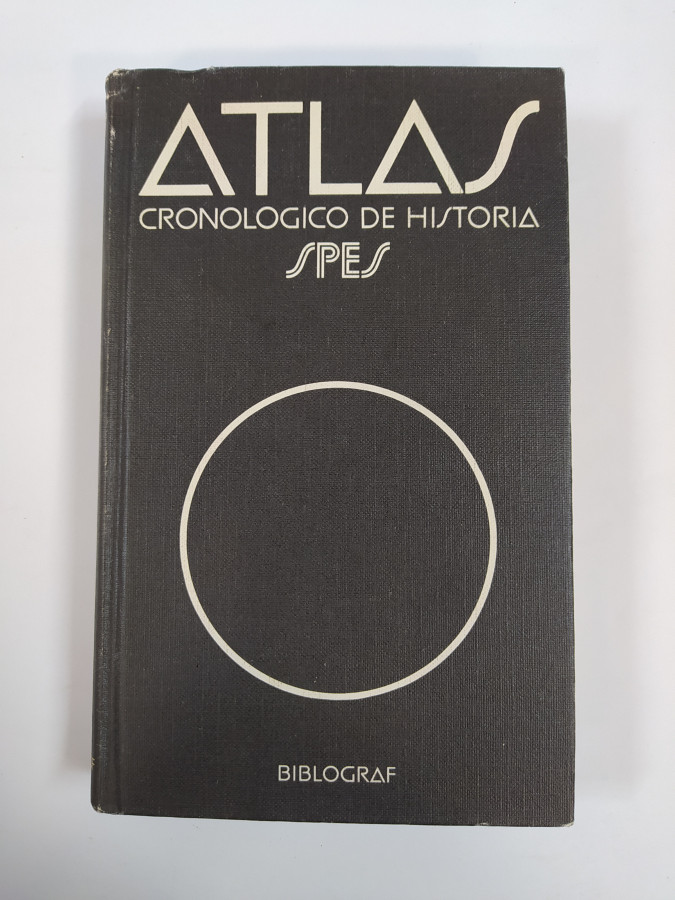 ATLAS
CRONOLOGICO DE HISTORIA
SPES
BIBLOGRAF